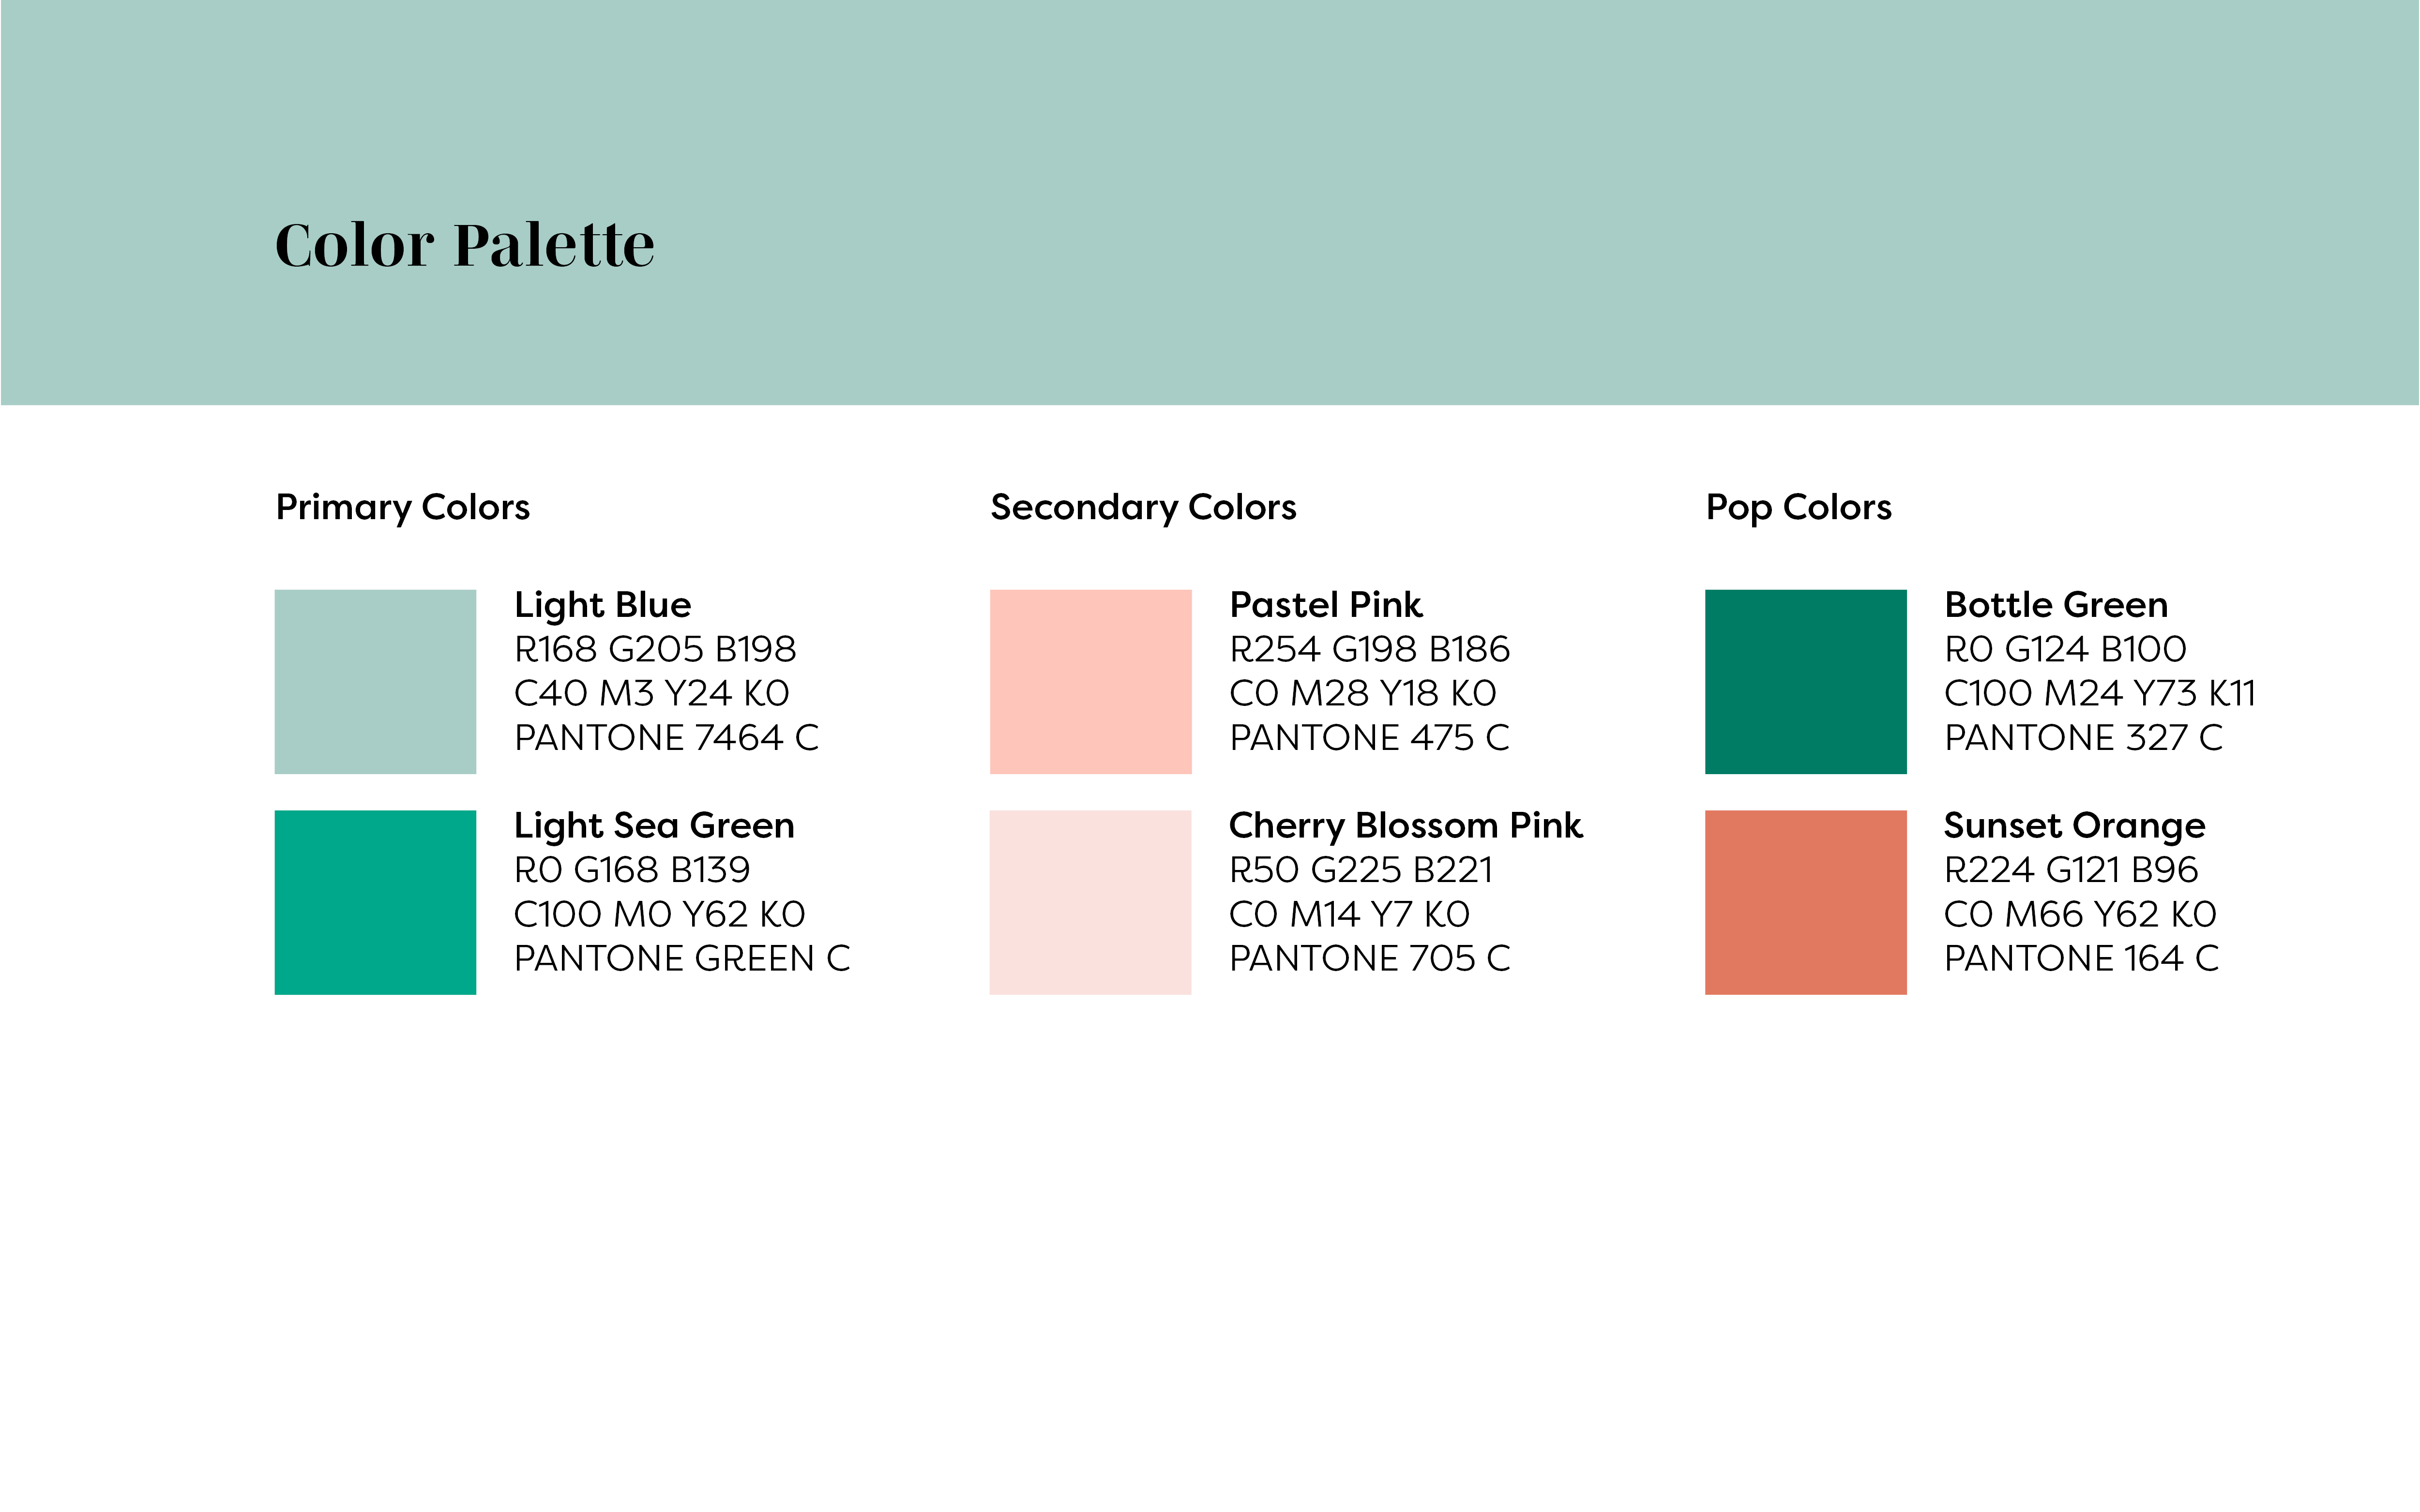 Color Palette
Primary Colors
Light Blue
R168 G205 B198
C40 M3 Y24 K0
PANTONE 7464 C
Light Sea Green
R0 G168 B139
C100 M0 Y62 K0
PANTONE GREEN C
Secondary Colors
Pastel Pink
R254 G198 B186
C0 M28 Y18 K0
PANTONE 475 C
Cherry Blossom Pink
R50 G225 B221
C0 M14 Y7 K0
PANTONE 705 C
Pop Colors
Bottle Green
R0 G124 B100
C100 M24 Y73 K11
PANTONE 327 C
Sunset Orange
R224 G121 B96
C0 M66 Y62 K0
PANTONE 164 C